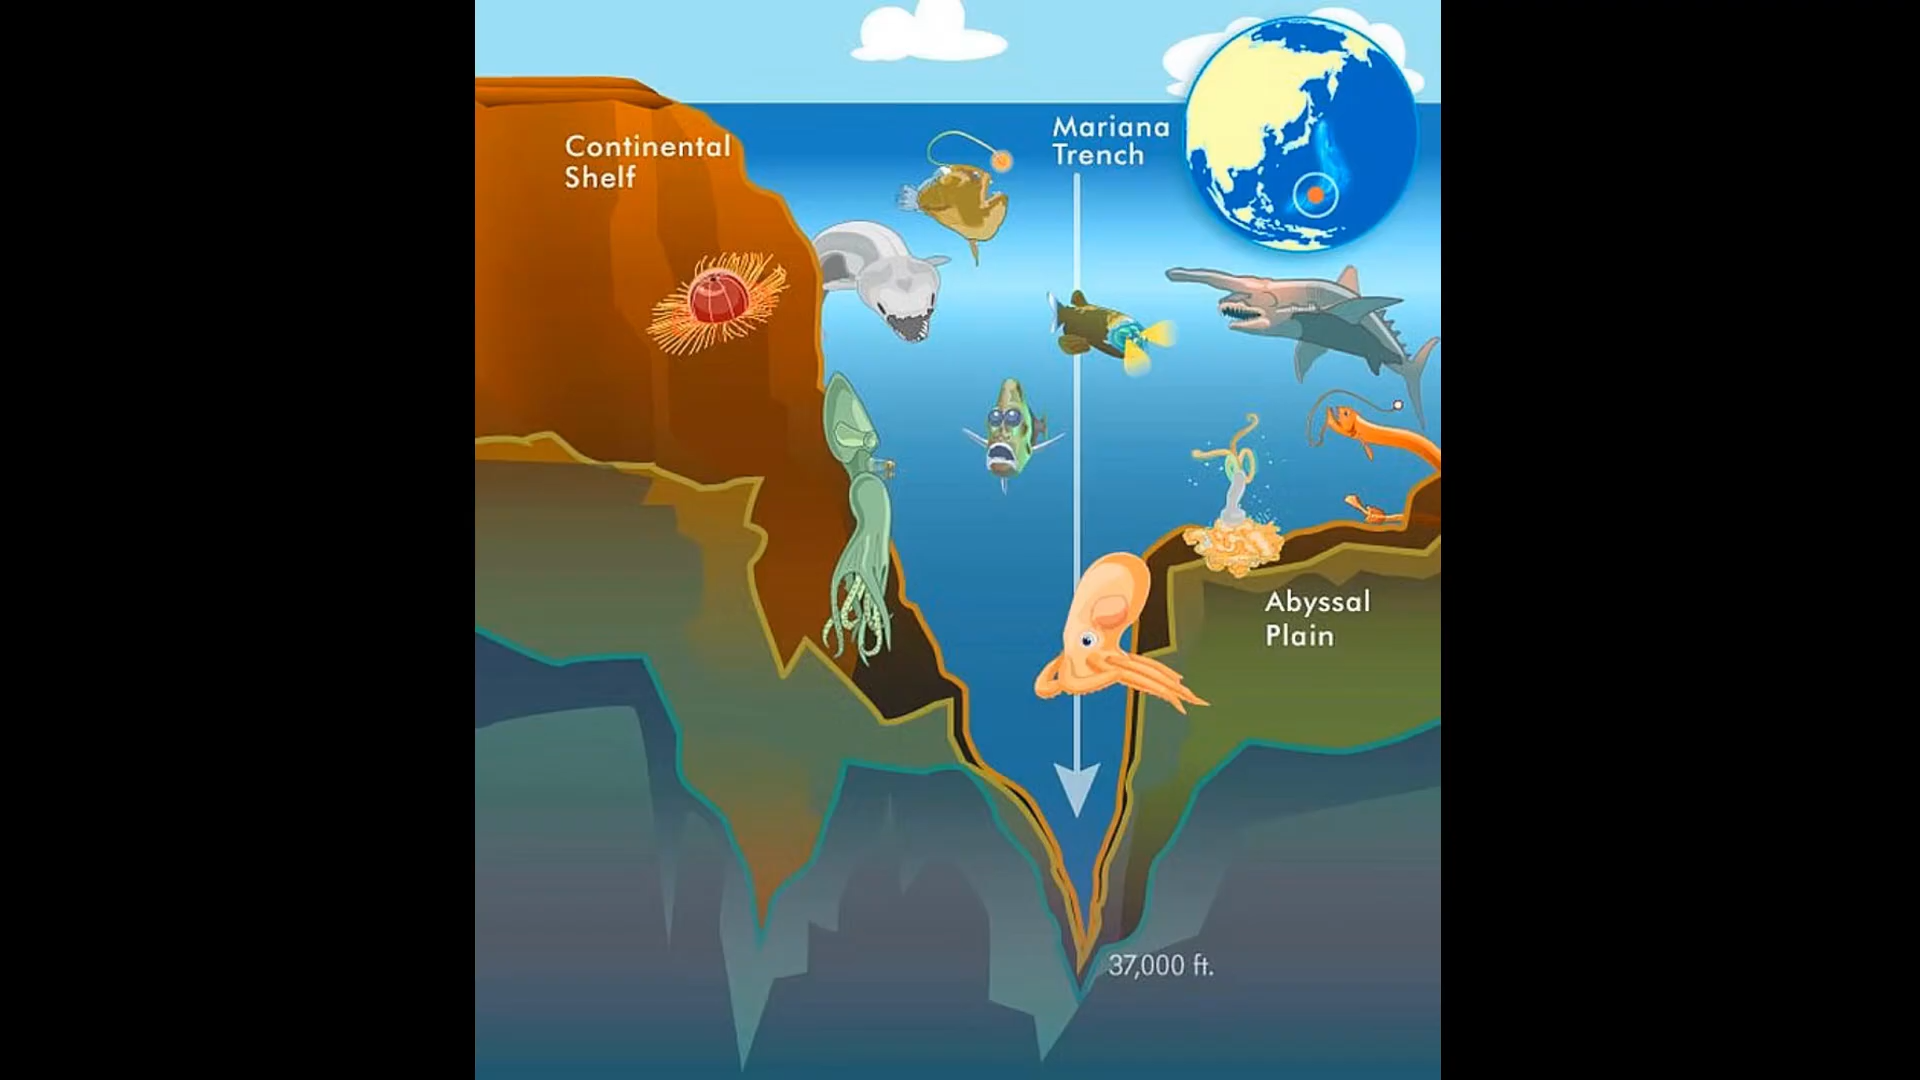 Continental
Shelf
Mariana
Trench
Abyssal
Plain
37,000 ft.